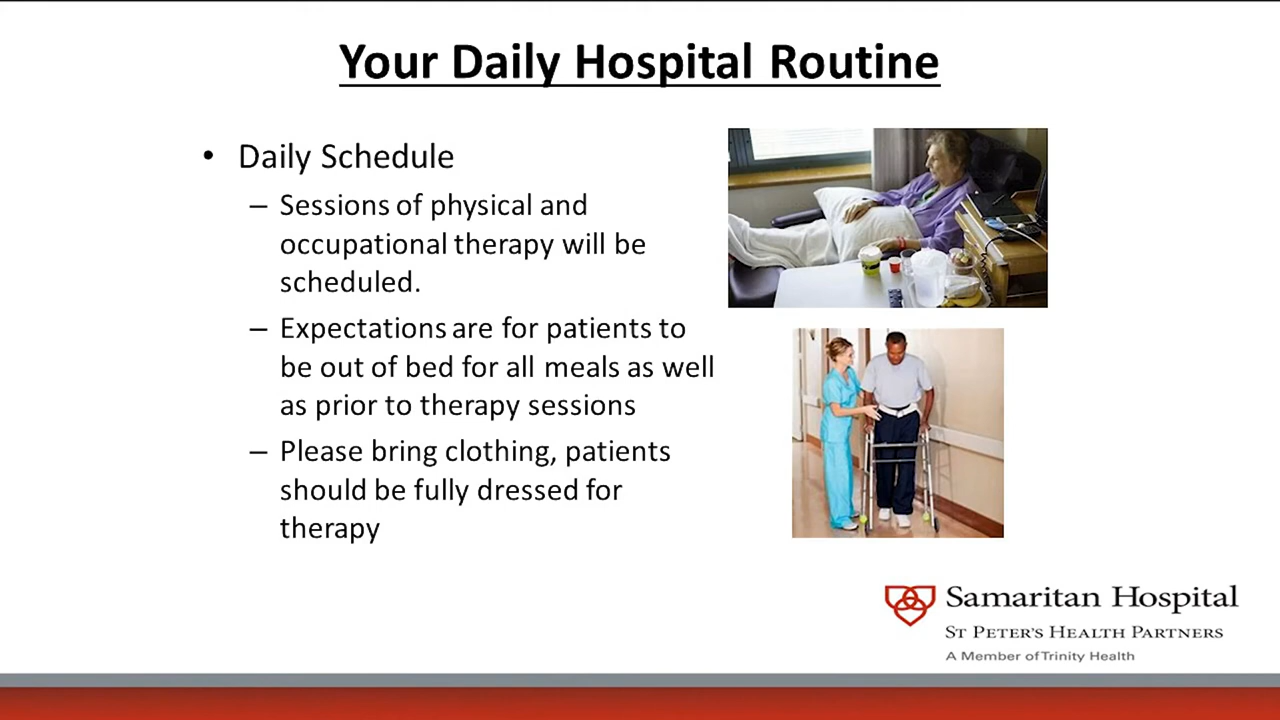 Your Daily Hospital Routine
• Daily Schedule
– Sessions of physical and
occupational therapy will be
scheduled.
– Expectations are for patients to
be out of bed for all meals as well
as prior to therapy sessions
– Please bring clothing, patients
should be fully dressed for
therapy
Samaritan Hospital
ST PETER'S HEALTH PARTNERS
A Member of Trinity Health